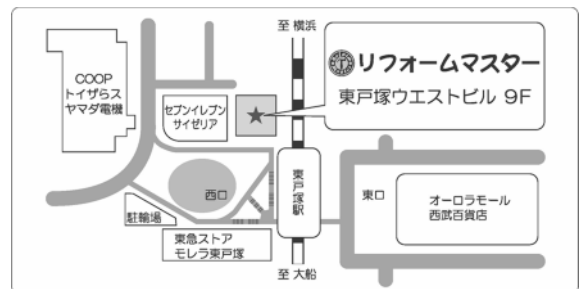 至 横浜
COOP
トイザらス
ヤマダ電機
セブンイレブン
サイゼリア
リフォームマスター
東戸塚ウエストビル 9F
西口
東戸塚駅
東口
オーロラモール
西武百貨店
駐輪場
東急ストア
モレラ東戸塚
至 大船